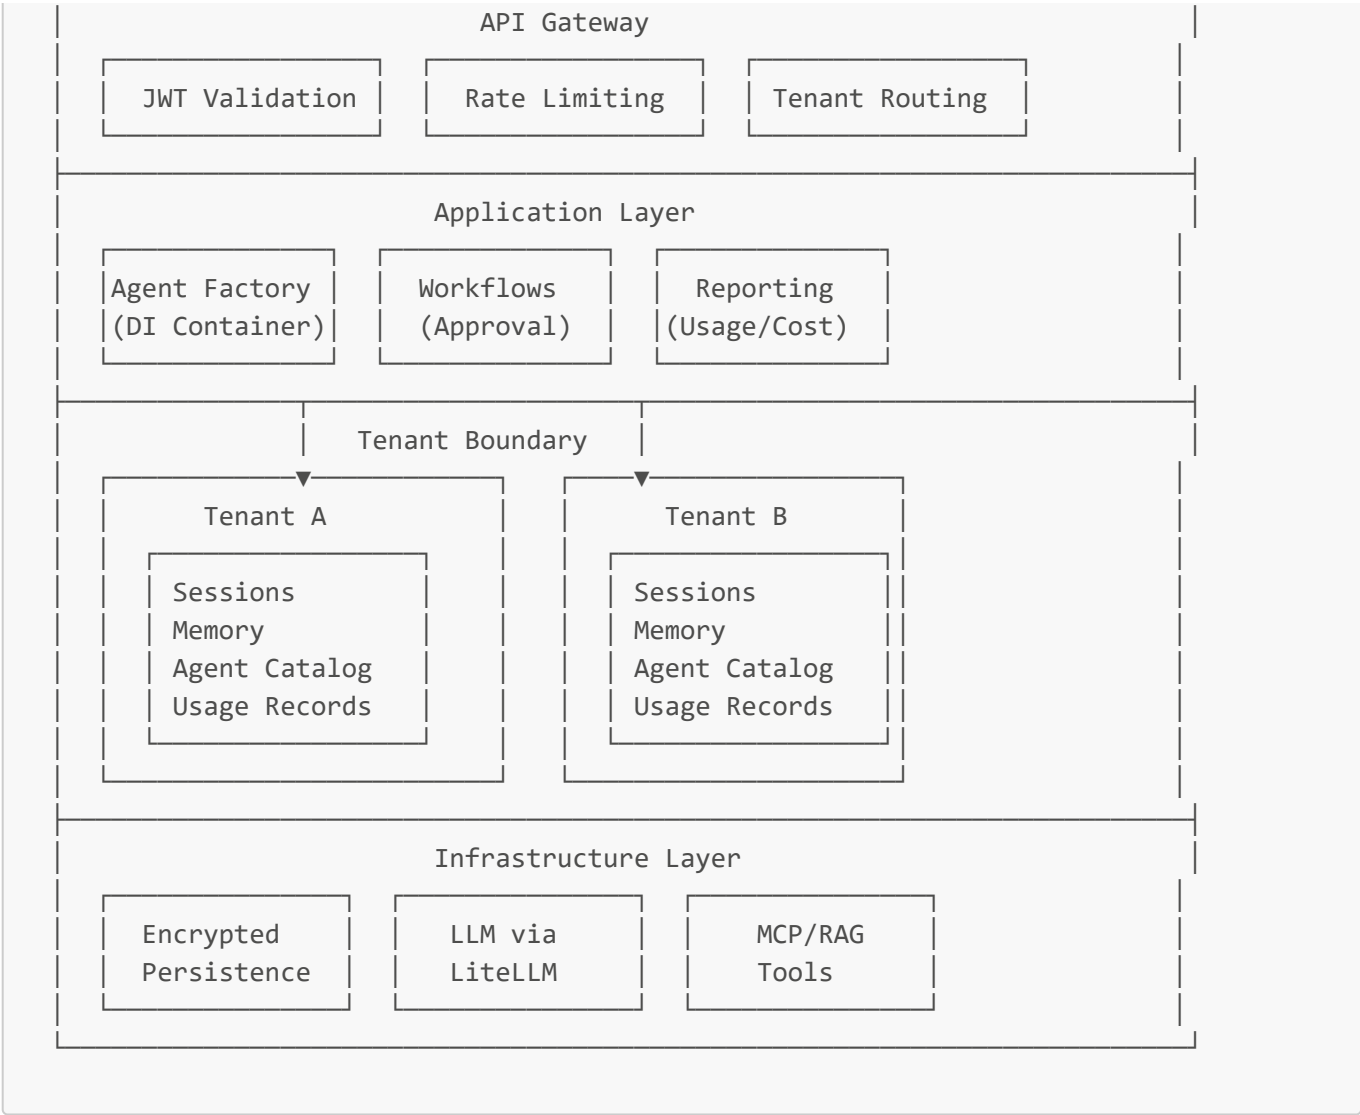 API Gateway
JWT Validation Rate Limiting Tenant Routing
Application Layer
Agent Factory Workflows Reporting
(DI Container) (Approval) (Usage/Cost)
Tenant Boundary
Tenant A Tenant B
Sessions Sessions
Memory Memory
Agent Catalog Agent Catalog
Usage Records Usage Records
Infrastructure Layer
Encrypted LLM via MCP/RAG
Persistence LiteLLM Tools